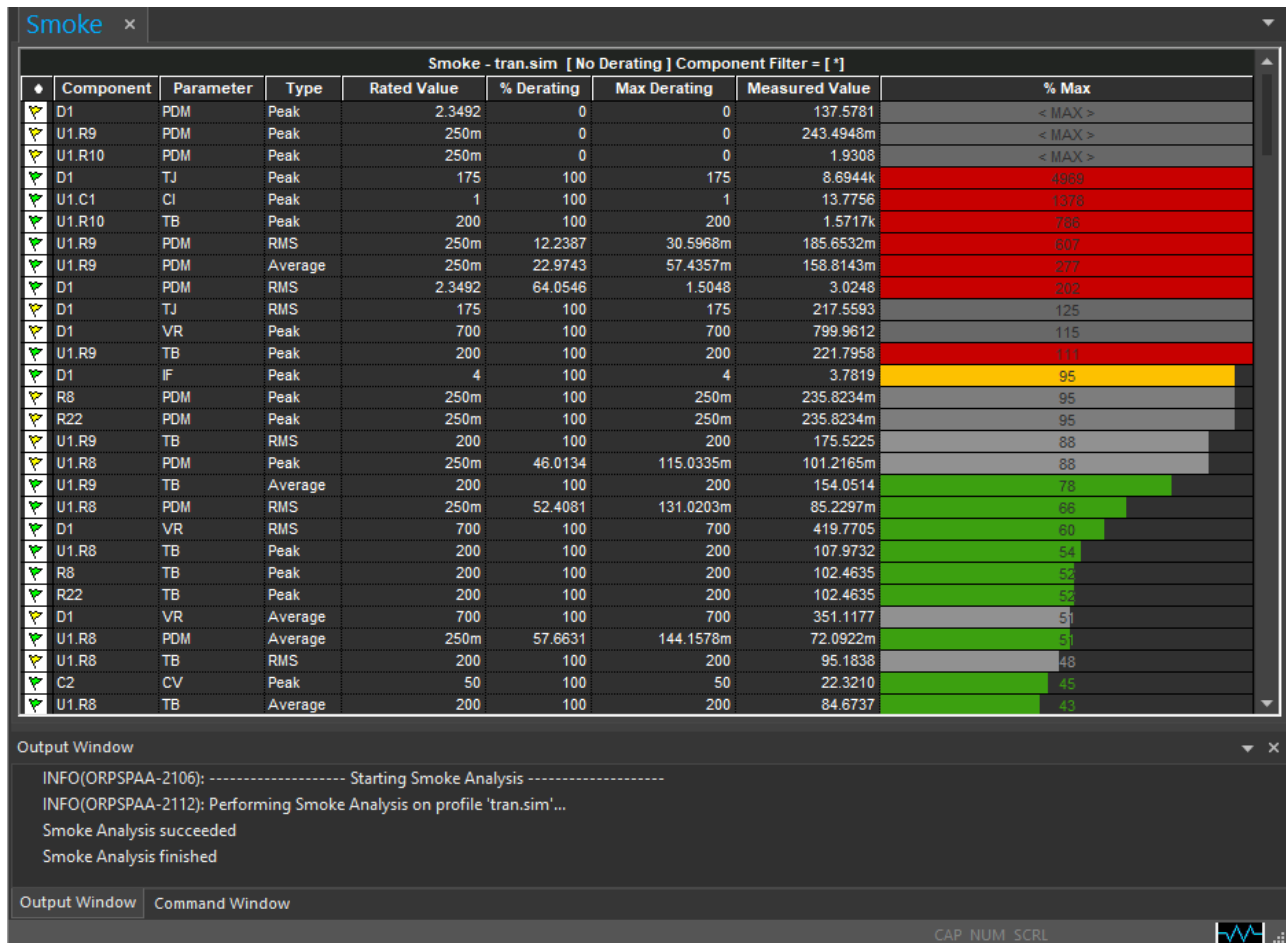 Smoke ×
Smoke - tran.sim [ No Derating ] Component Filter = [ *]
Component Parameter Type Rated Value % Derating Max Derating Measured Value % Max
D1 PDM Peak 2.3492 0 0 137.5781 < MAX >
U1.R9 PDM Peak 250m 0 0 243.4948m < MAX >
U1.R10 PDM Peak 250m 0 0 1.9308 < MAX >
D1 TJ Peak 175 100 175 8.6944k 4969
U1.C1 CI Peak 1 100 1 13.7756 1378
U1.R10 TB Peak 200 100 200 1.5717k 786
U1.R9 PDM RMS 250m 12.2387 30.5968m 185.6532m 607
U1.R9 PDM Average 250m 22.9743 57.4357m 158.8143m 277
D1 PDM RMS 2.3492 64.0546 1.5048 3.0248 202
D1 TJ RMS 175 100 175 217.5593 125
D1 VR Peak 700 100 700 799.9612 115
U1.R9 TB Peak 200 100 200 221.7958 111
D1 IF Peak 4 100 4 3.7819 95
R8 PDM Peak 250m 100 250m 235.8234m 95
R22 PDM Peak 250m 100 250m 235.8234m 95
U1.R9 TB RMS 200 100 200 175.5225 88
U1.R8 PDM Peak 250m 46.0134 115.0335m 101.2165m 88
U1.R9 TB Average 200 100 200 154.0514 78
U1.R8 PDM RMS 250m 52.4081 131.0203m 85.2297m 66
D1 VR RMS 700 100 700 419.7705 60
U1.R8 TB Peak 200 100 200 107.9732 54
R8 TB Peak 200 100 200 102.4635 52
R22 TB Peak 200 100 200 102.4635 52
D1 VR Average 700 100 700 351.1177 51
U1.R8 PDM Average 250m 57.6631 144.1578m 72.0922m 51
U1.R8 TB RMS 200 100 200 95.1838 48
C2 CV Peak 50 100 50 22.3210 45
U1.R8 TB Average 200 100 200 84.6737 43
Output Window
INFO(ORPSPAA-2106): -------------------- Starting Smoke Analysis --------------------
INFO(ORPSPAA-2112): Performing Smoke Analysis on profile 'tran.sim'...
Smoke Analysis succeeded
Smoke Analysis finished
Output Window Command Window
CAP NUM SCRL